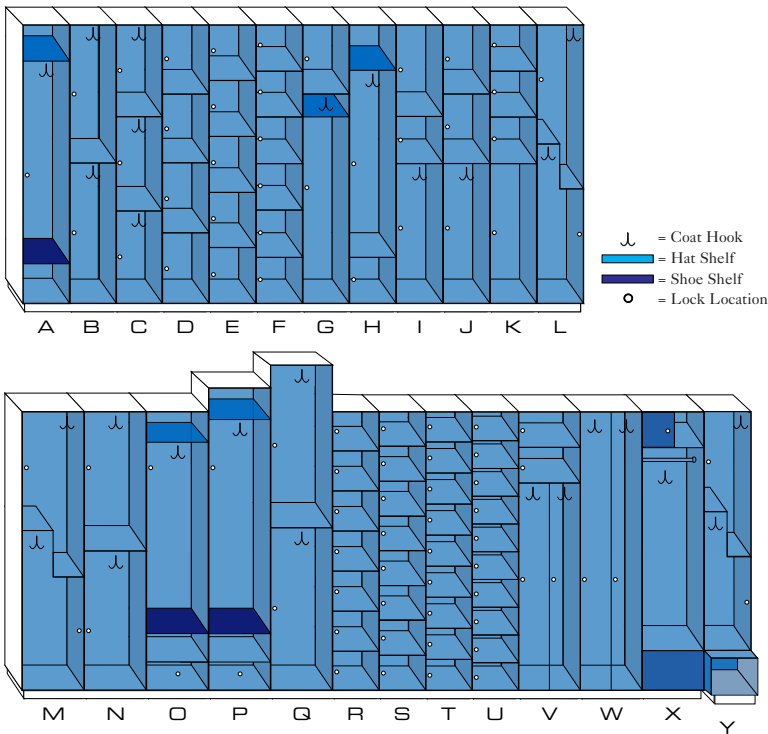 = Coat Hook
= Hat Shelf
= Shoe Shelf
= Lock Location
A B C D E F G H I J K L
M N O P Q R S T U V W X Y